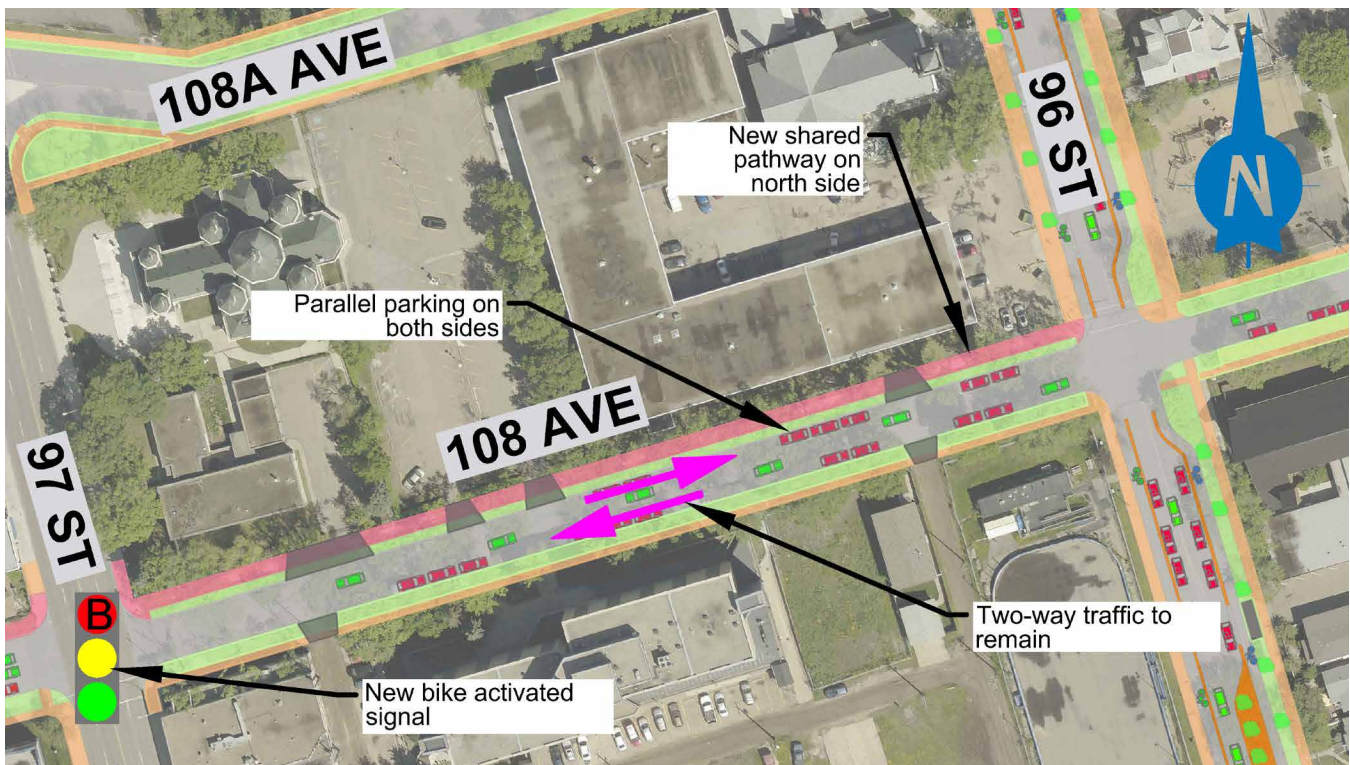 108A AVE
96 ST
New shared
pathway on
north side
N
Parallel parking on
both sides
108 AVE
97 ST
B
Two-way traffic to
remain
New bike activated
signal